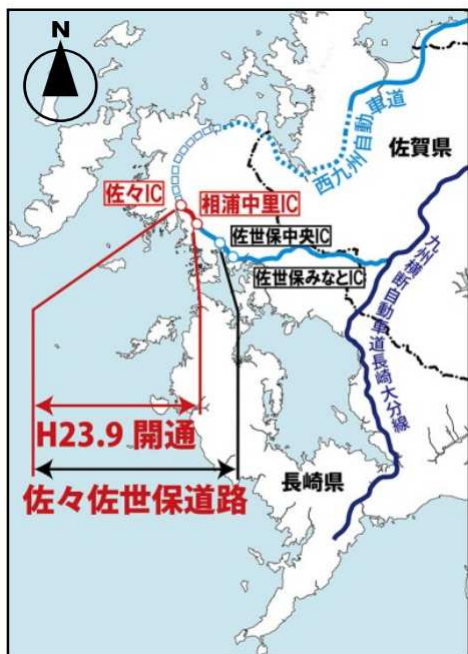 N
西九州自動車道
佐賀県
佐々IC
相浦中里IC
佐世保中央IC
佐世保みなとIC
九州横断自動車道長崎大分線
H23.9 開通
長崎県
佐々佐世保道路